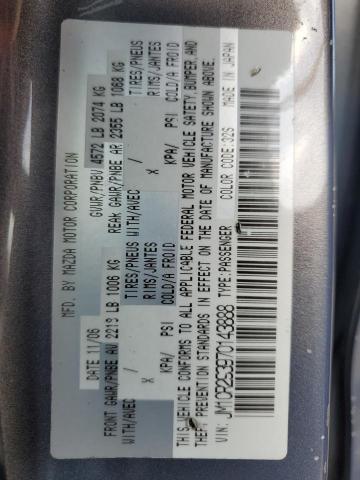 MFD. BY MAZDA MOTOR CORPORATION
DATE 11/06 GVWR/PNBV 4572 LB 2074 KG
FRONT GAWR/PNBE AV 2219 LB 1006 KG REAR GAWR/PNBE AR 2355 LB 1068 KG
WITH/AVEC TIRES/PNEUS WITH/AVEC TIRES/PNEUS
X RIMS/JANTES X RIMS/JANTES
KPA/ PSI COLD/A FROID KPA/ PSI COLD/A FROID
THIS VEHICLE CONFORMS TO ALL APPLICABLE FEDERAL MOTOR VEHICLE SAFETY, BUMPER, AND
THEFT PREVENTION STANDARDS IN EFFECT ON THE DATE OF MANUFACTURE SHOWN ABOVE.
VIN: JM1CR253970143888 TYPE:PASSENGER COLOR CODE:32S MADE IN JAPAN